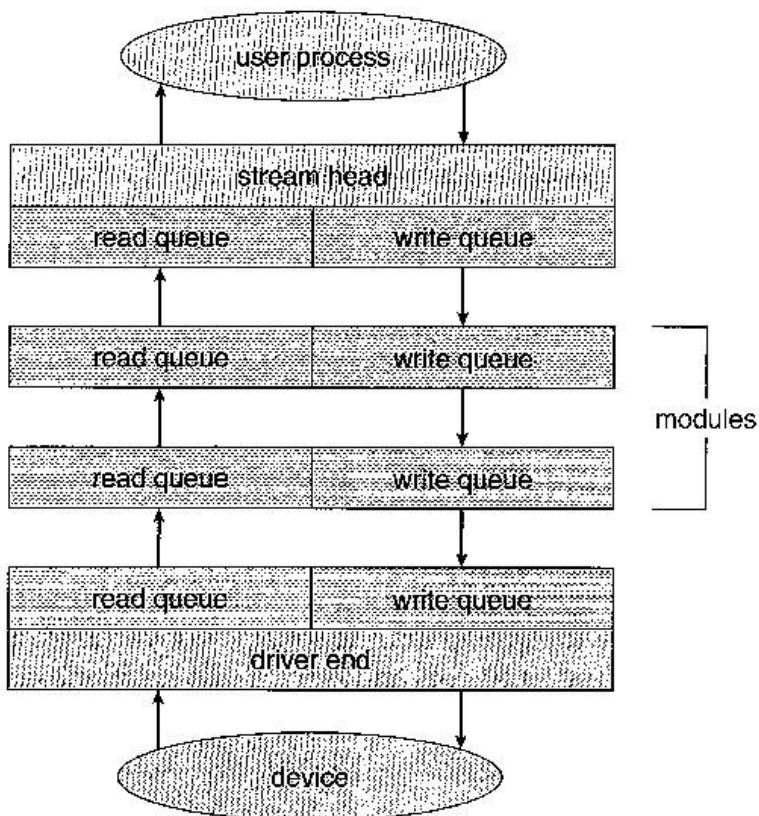 user process
stream head
read queue write queue
read queue write queue
modules
read queue write queue
read queue write queue
driver end
device